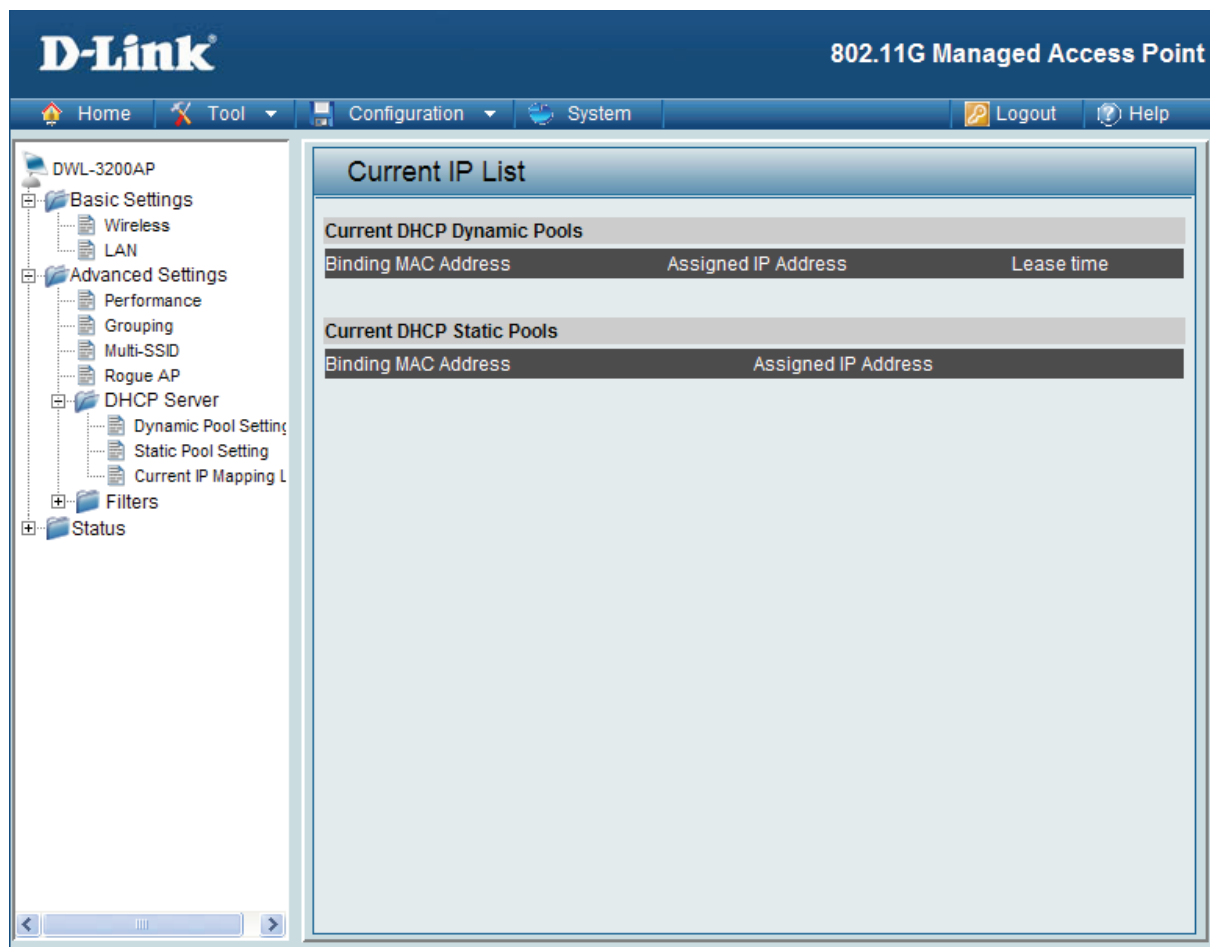 D-Link
802.11G Managed Access Point
Home Tool Configuration System Logout Help
DWL-3200AP
Basic Settings
Wireless
LAN
Advanced Settings
Performance
Grouping
Multi-SSID
Rogue AP
DHCP Server
Dynamic Pool Setting
Static Pool Setting
Current IP Mapping L
Filters
Status
Current IP List
Current DHCP Dynamic Pools
Binding MAC Address Assigned IP Address Lease time
Current DHCP Static Pools
Binding MAC Address Assigned IP Address